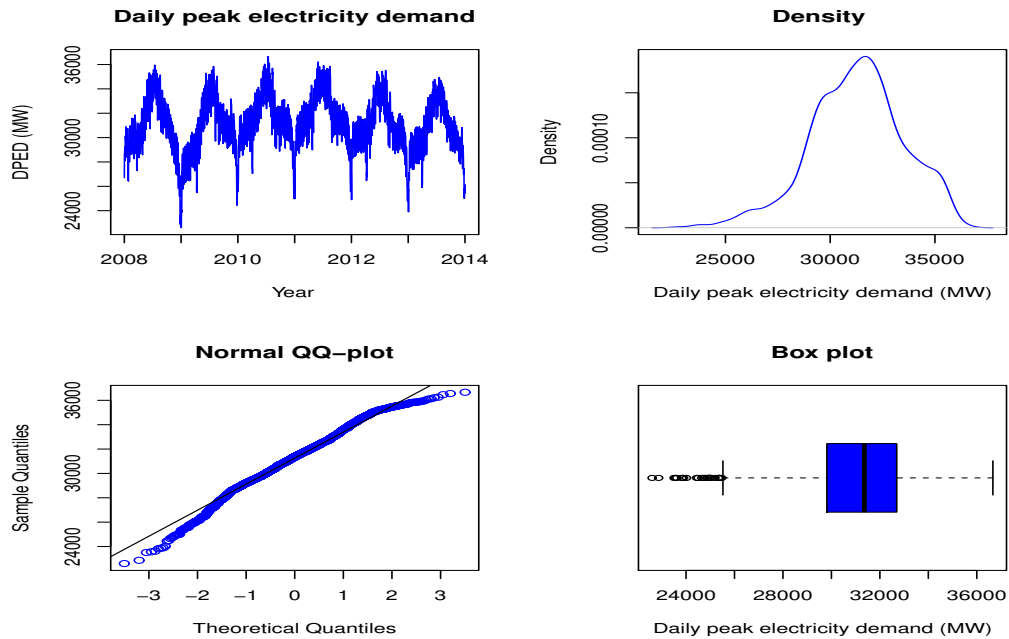 Daily peak electricity demand
DPED (MW)
24000 30000 36000
2008 2010 2012 2014
Year
Density
Density
0.00000 0.00010
25000 30000 35000
Daily peak electricity demand (MW)
Normal QQ−plot
Sample Quantiles
24000 30000 36000
−3 −2 −1 0 1 2 3
Theoretical Quantiles
Box plot
24000 28000 32000 36000
Daily peak electricity demand (MW)